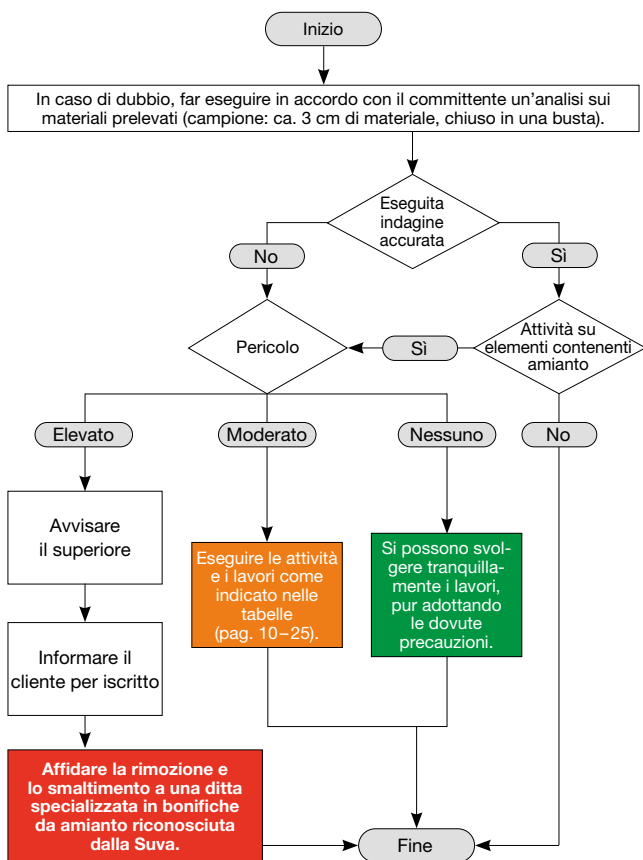 Inizio
In caso di dubbio, far eseguire in accordo con il committente un'analisi sui
materiali prelevati (campione: ca. 3 cm di materiale, chiuso in una busta).
Eseguita
indagine
accurata
No
Sì
Pericolo
Sì
Attività su
elementi contenenti
amianto
Elevato
Moderato
Nessuno
No
Avvisare
il superiore
Eseguire le attività
e i lavori come
indicato nelle
tabelle
(pag. 10–25).
Si possono svol-
gere tranquilla-
mente i lavori,
pur adottando
le dovute
precauzioni.
Informare il
cliente per iscritto
Affidare la rimozione e
lo smaltimento a una ditta
specializzata in bonifiche
da amianto riconosciuta
dalla Suva.
Fine